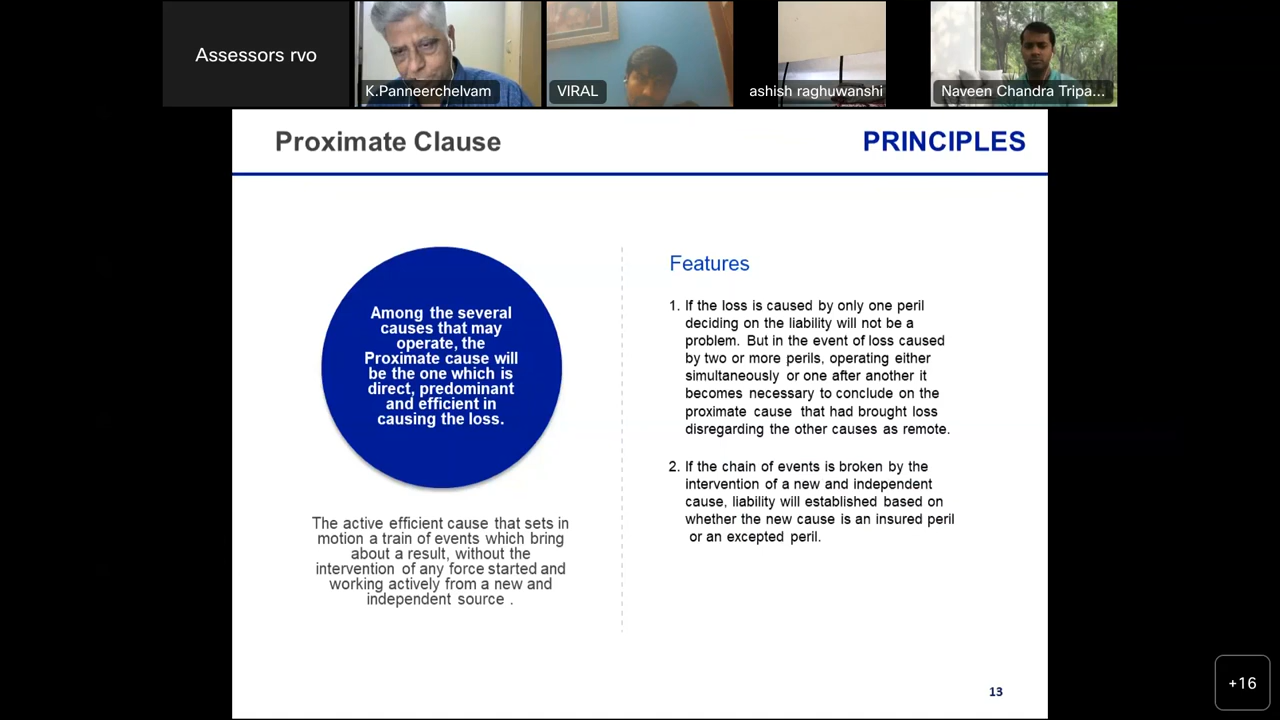 Assessors rvo
K.Panneerchelvam
VIRAL
ashish raghuwanshi
Naveen Chandra Tripa...
Proximate Clause
PRINCIPLES
Among the several
causes that may
operate, the
Proximate cause will
be the one which is
direct, predominant
and efficient in
causing the loss.
The active efficient cause that sets in
motion a train of events which bring
about a result, without the
intervention of any force started and
working actively from a new and
independent source .
Features
1. If the loss is caused by only one peril
deciding on the liability will not be a
problem. But in the event of loss caused
by two or more perils, operating either
simultaneously or one after another it
becomes necessary to conclude on the
proximate cause that had brought loss
disregarding the other causes as remote.
2. If the chain of events is broken by the
intervention of a new and independent
cause, liability will established based on
whether the new cause is an insured peril
or an excepted peril.
13
+16